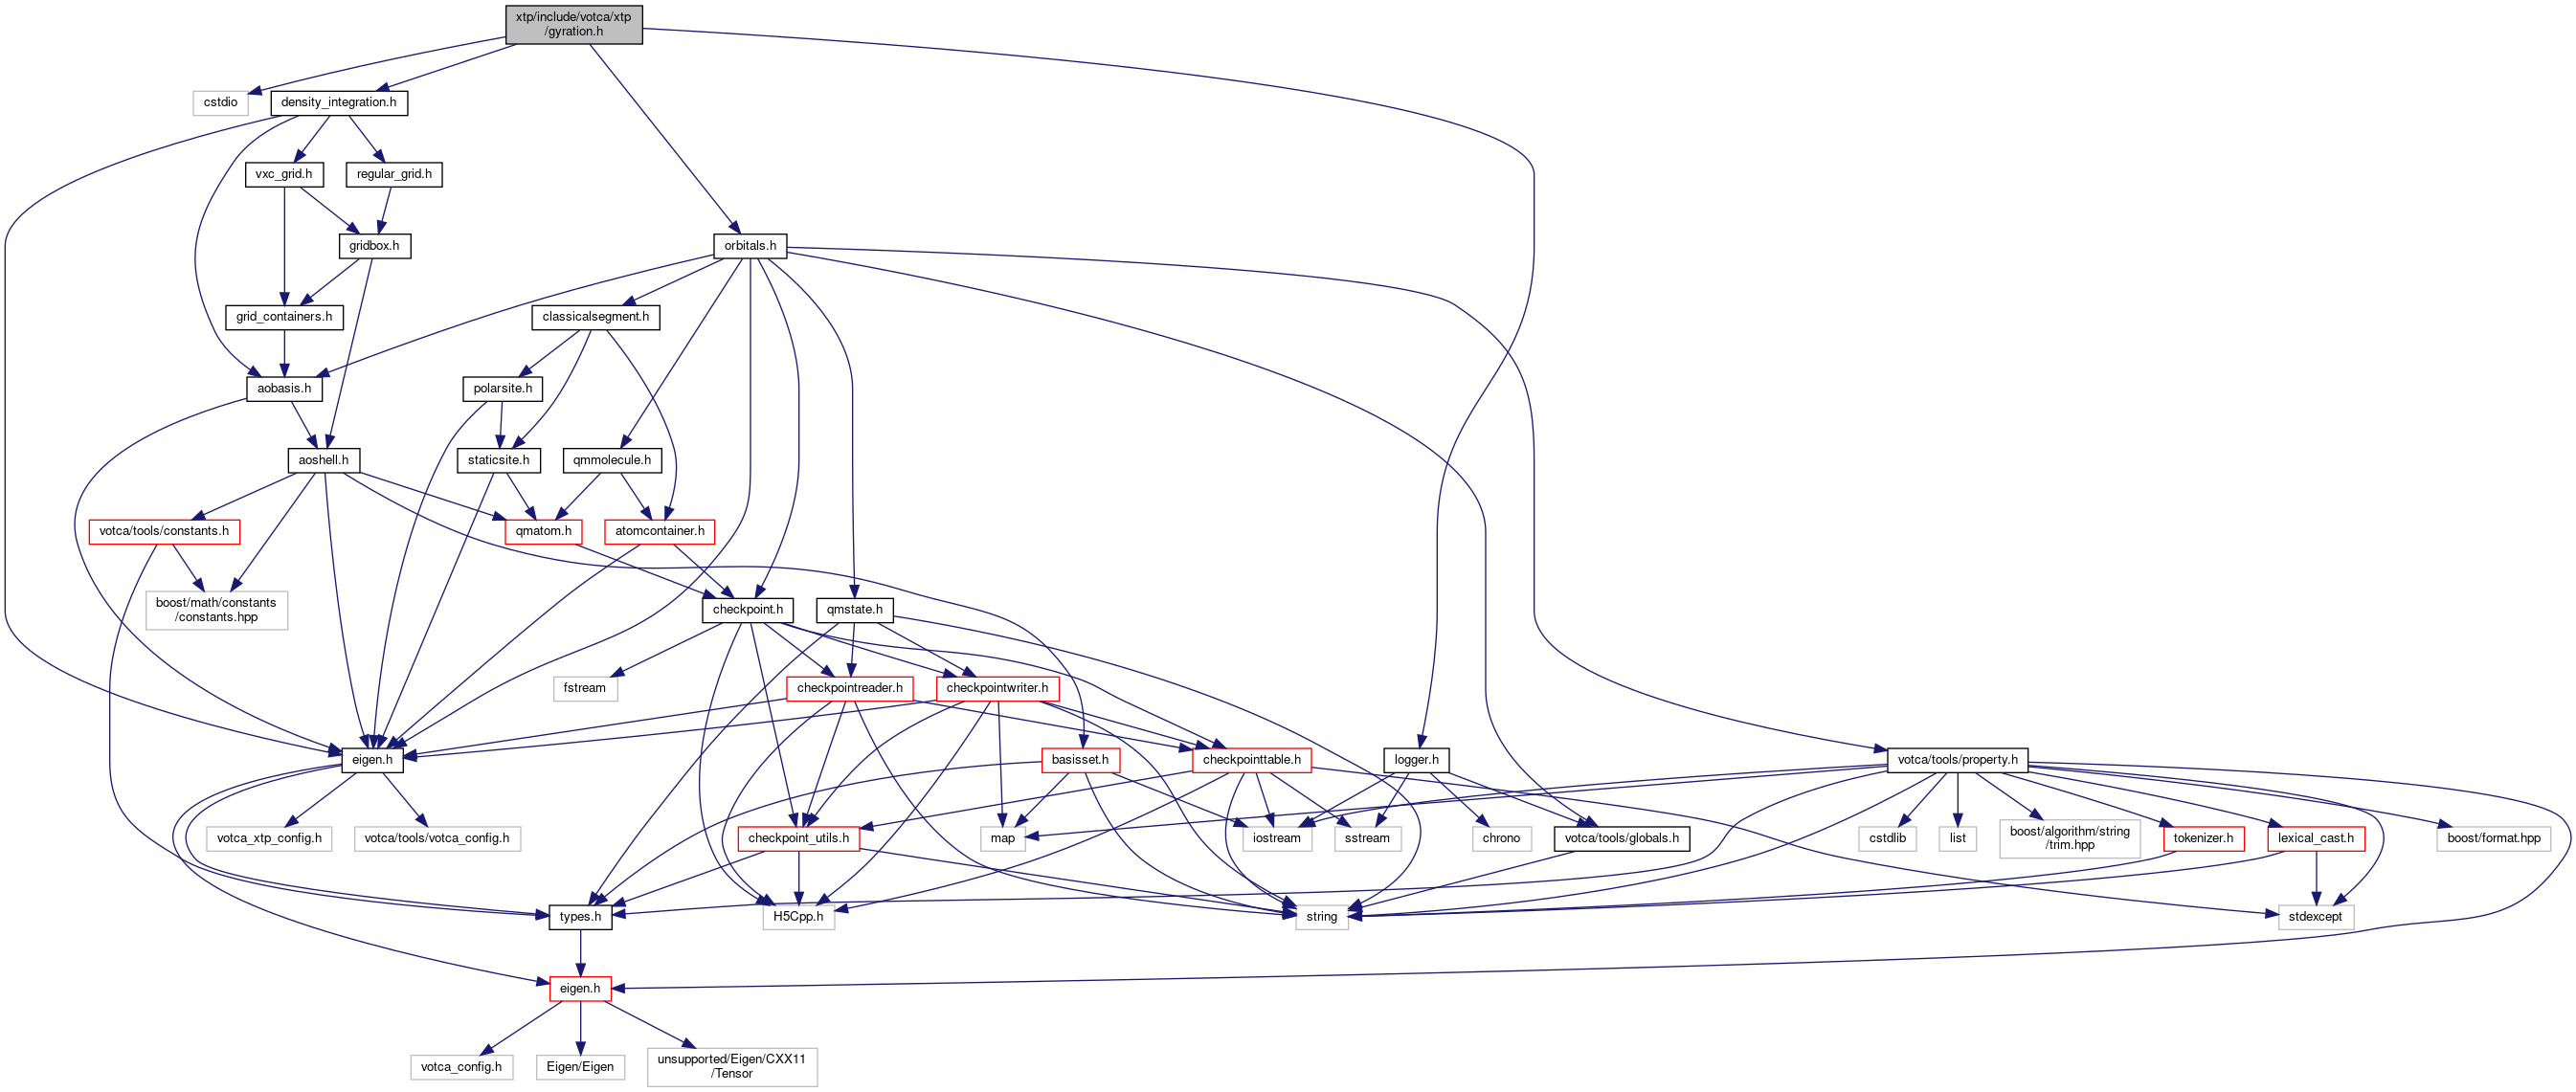 xtp/include/votca/xtp
/gyration.h
cstdio
density_integration.h
vxc_grid.h
regular_grid.h
gridbox.h
orbitals.h
grid_containers.h
classicalsegment.h
aobasis.h
polarsite.h
aoshell.h
staticsite.h
qmmolecule.h
votca/tools/constants.h
qmatom.h
atomcontainer.h
boost/math/constants
/constants.hpp
checkpoint.h
qmstate.h
fstream
checkpointreader.h
checkpointwriter.h
eigen.h
basisset.h
checkpointtable.h
logger.h
votca/tools/property.h
votca_xtp_config.h
votca/tools/votca_config.h
checkpoint_utils.h
map
iostream
sstream
chrono
votca/tools/globals.h
cstdlib
list
boost/algorithm/string
/trim.hpp
tokenizer.h
lexical_cast.h
boost/format.hpp
types.h
H5Cpp.h
string
stdexcept
eigen.h
votca_config.h
Eigen/Eigen
unsupported/Eigen/CXX11
/Tensor